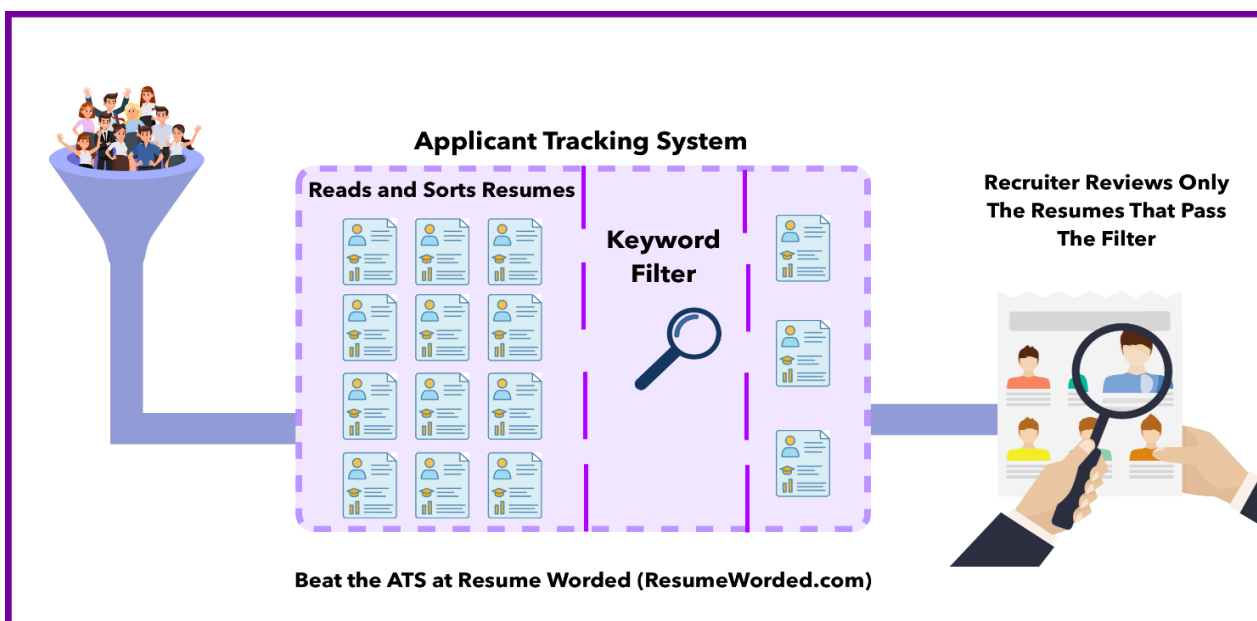 Applicant Tracking System
Reads and Sorts Resumes
Keyword
Filter
Recruiter Reviews Only
The Resumes That Pass
The Filter
Beat the ATS at Resume Worded (ResumeWorded.com)